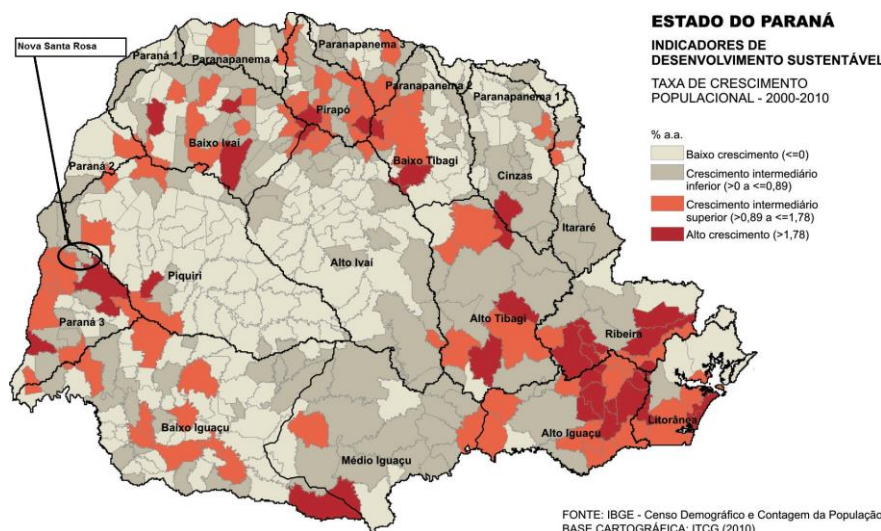 Nova Santa Rosa
ESTADO DO PARANÁ
INDICADORES DE
DESENVOLVIMENTO SUSTENTÁVEL
TAXA DE CRESCIMENTO
POPULACIONAL - 2000-2010
% a.a.
Baixo crescimento (<=0)
Crescimento intermediário
inferior (>0 a <=0,89)
Crescimento intermediário
superior (>0,89 a <=1,78)
Alto crescimento (>1,78)
Paraná 1
Paranapanema 4
Paranapanema 3
Paranapanema 2
Paranapanema 1
Pirapó
Baixo Ivaí
Paraná 2
Baixo Tibagi
Cinzas
Itararé
Piquiri
Alto Ivaí
Paraná 3
Alto Tibagi
Ribeira
Baixo Iguaçu
Médio Iguaçu
Alto Iguaçu
Litorânea
FONTE: IBGE - Censo Demográfico e Contagem da População
BASE CARTOGRÁFICA: ITCG (2010)